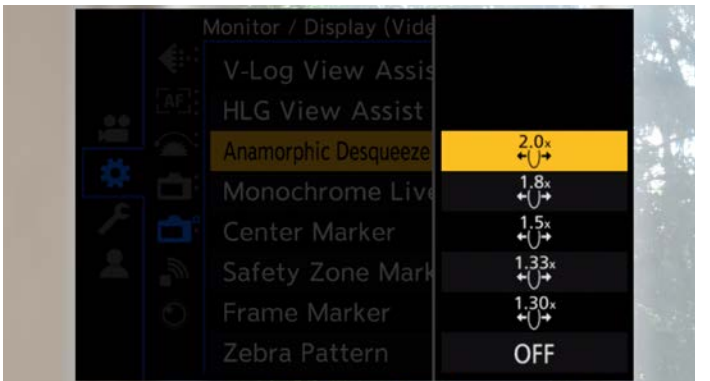 Monitor / Display (Vide
V-Log View Assis
AF
HLG View Assist
Anamorphic Desqueeze
2.0x
Monochrome Live
1.8x
Center Marker
1.5x
Safety Zone Mark
1.33x
Frame Marker
1.30x
Zebra Pattern
OFF